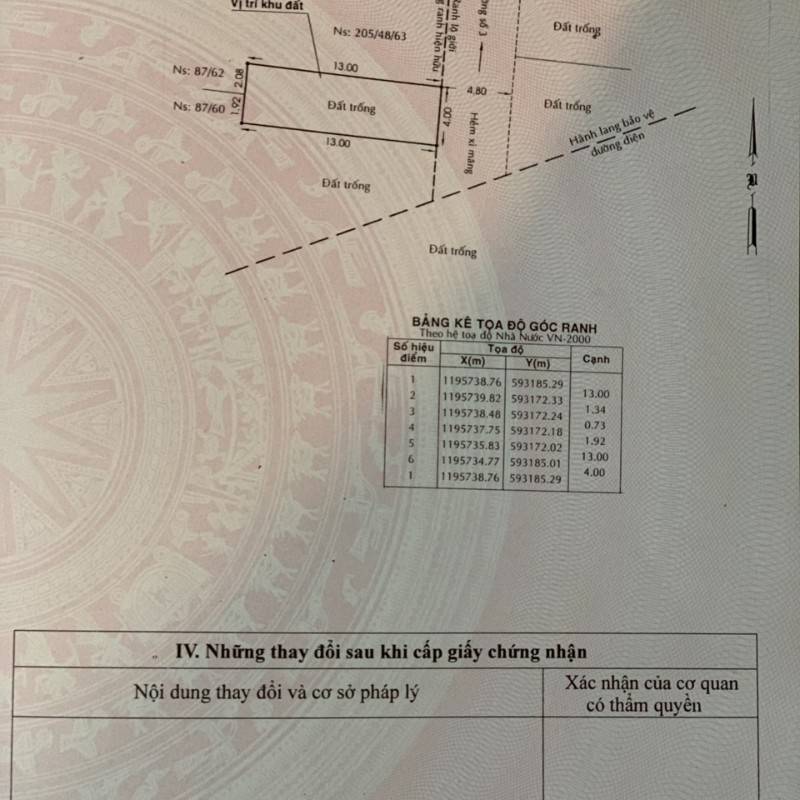 Vị trí khu đất
Ns: 205/48/63
Ranh lộ giới
ranh hiện hữu
số 3
Đất trống
13.00
Ns: 87/62
2.08
4.80
Ns: 87/60
1.92
Đất trống
4.00
Hẻm xi măng
Đất trống
Hành lang bảo vệ
đường điện
13.00
Đất trống
Đất trống
BẢNG KÊ TỌA ĐỘ GÓC RANH
Theo hệ toạ độ Nhà Nước VN-2000
Số hiệu điểm Tọa độ Cạnh
X(m) Y(m)
1 1195738.76 593185.29
13.00
2 1195739.82 593172.33
1.34
3 1195738.48 593172.24
0.73
4 1195737.75 593172.18
1.92
5 1195735.83 593172.02
13.00
6 1195734.77 593185.01
4.00
1 1195738.76 593185.29
IV. Những thay đổi sau khi cấp giấy chứng nhận
Nội dung thay đổi và cơ sở pháp lý
Xác nhận của cơ quan
có thẩm quyền